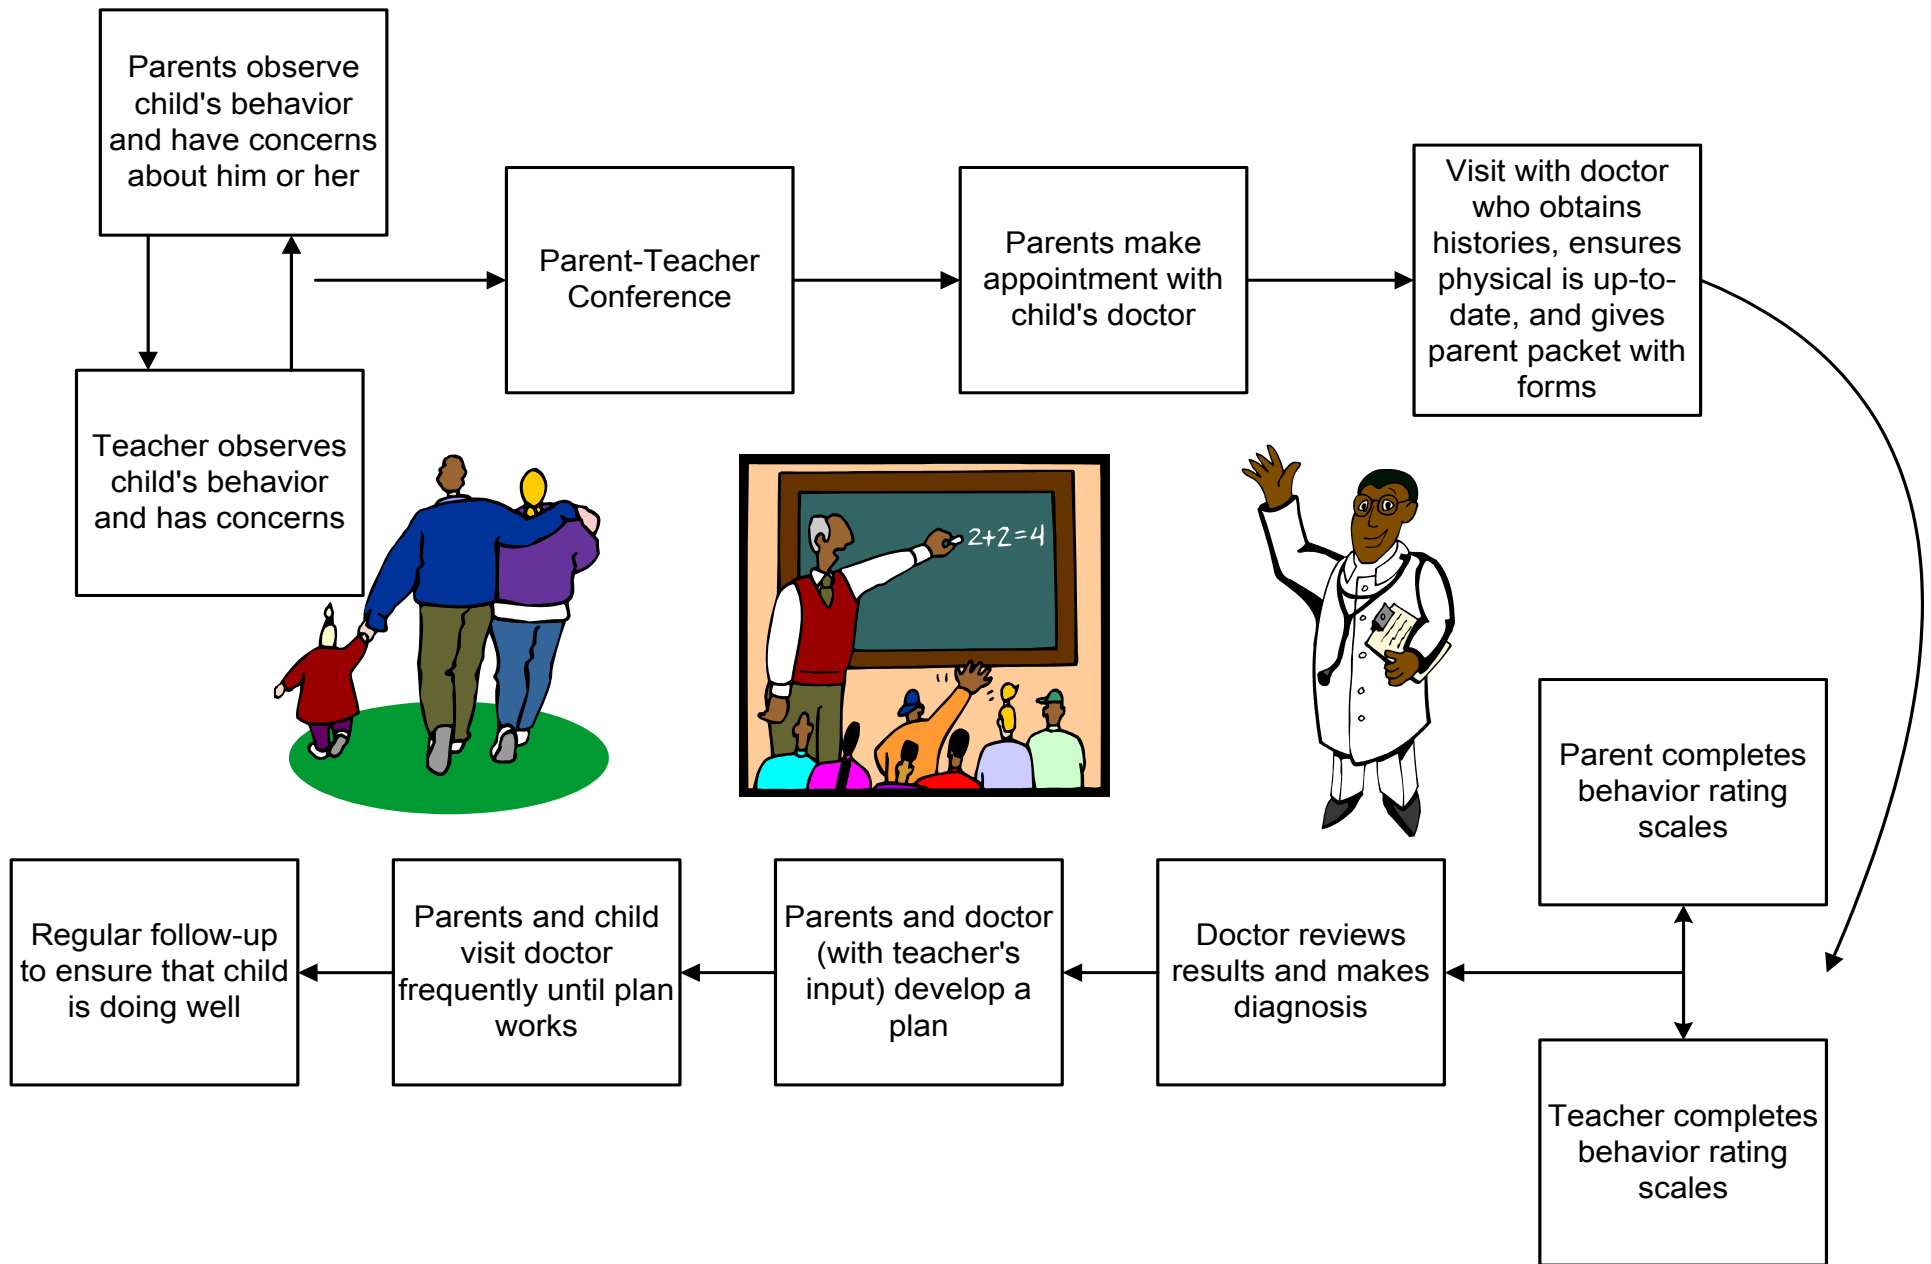 Parents observe
child's behavior
and have concerns
about him or her
Teacher observes
child's behavior
and has concerns
Parent-Teacher
Conference
Parents make
appointment with
child's doctor
Visit with doctor
who obtains
histories, ensures
physical is up-to-
date, and gives
parent packet with
forms
2+2=4
Parent completes
behavior rating
scales
Teacher completes
behavior rating
scales
Doctor reviews
results and makes
diagnosis
Parents and doctor
(with teacher's
input) develop a
plan
Parents and child
visit doctor
frequently until plan
works
Regular follow-up
to ensure that child
is doing well